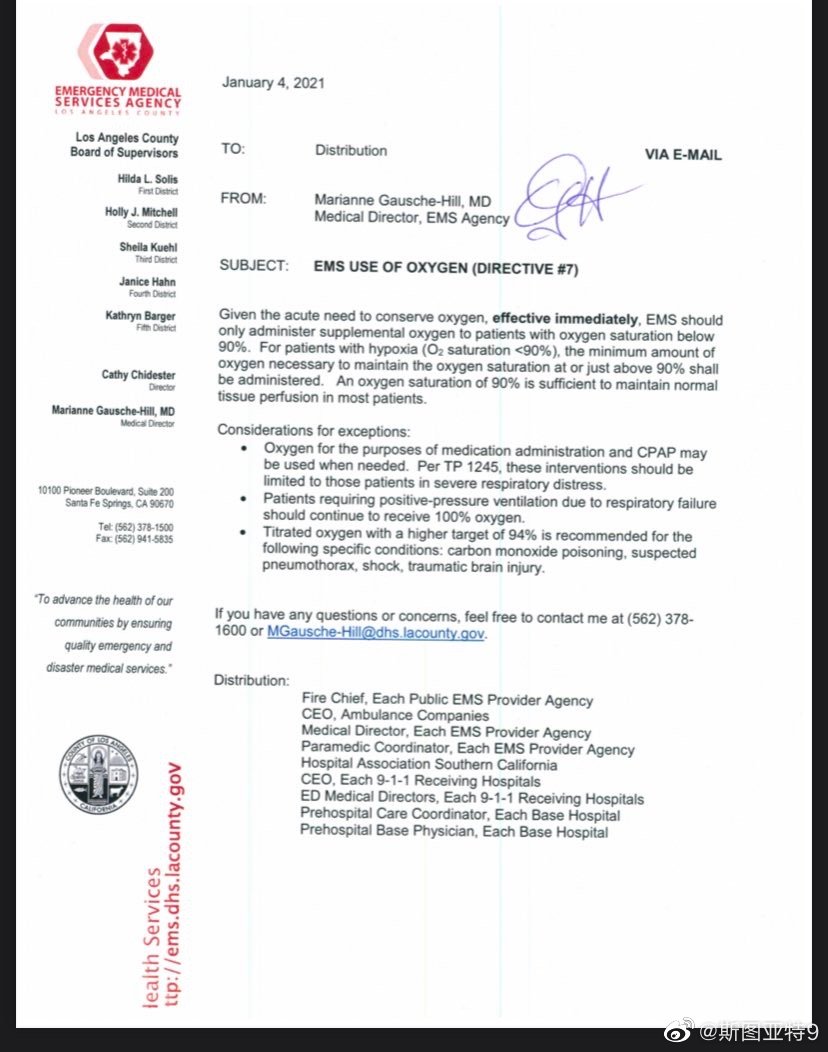 EMERGENCY MEDICAL
SERVICES AGENCY
LOS ANGELES COUNTY
Los Angeles County
Board of Supervisors
Hilda L. Solis
First District
Holly J. Mitchell
Second District
Sheila Kuehl
Third District
Janice Hahn
Fourth District
Kathryn Barger
Fifth District
Cathy Chidester
Director
Marianne Gausche-Hill, MD
Medical Director
10100 Pioneer Boulevard, Suite 200
Santa Fe Springs, CA 90670
Tel: (562) 378-1500
Fax: (562) 941-5835
"To advance the health of our
communities by ensuring
quality emergency and
disaster medical services."
COUNTY OF LOS ANGELES
CALIFORNIA
ealth Services
ttp://ems.dhs.lacounty.gov
January 4, 2021
TO: Distribution VIA E-MAIL
FROM: Marianne Gausche-Hill, MD
Medical Director, EMS Agency
SUBJECT: EMS USE OF OXYGEN (DIRECTIVE #7)
Given the acute need to conserve oxygen, effective immediately, EMS should
only administer supplemental oxygen to patients with oxygen saturation below
90%. For patients with hypoxia (O₂ saturation <90%), the minimum amount of
oxygen necessary to maintain the oxygen saturation at or just above 90% shall
be administered. An oxygen saturation of 90% is sufficient to maintain normal
tissue perfusion in most patients.
Considerations for exceptions:
• Oxygen for the purposes of medication administration and CPAP may
be used when needed. Per TP 1245, these interventions should be
limited to those patients in severe respiratory distress.
• Patients requiring positive-pressure ventilation due to respiratory failure
should continue to receive 100% oxygen.
• Titrated oxygen with a higher target of 94% is recommended for the
following specific conditions: carbon monoxide poisoning, suspected
pneumothorax, shock, traumatic brain injury.
If you have any questions or concerns, feel free to contact me at (562) 378-
1600 or MGausche-Hill@dhs.lacounty.gov.
Distribution:
Fire Chief, Each Public EMS Provider Agency
CEO, Ambulance Companies
Medical Director, Each EMS Provider Agency
Paramedic Coordinator, Each EMS Provider Agency
Hospital Association Southern California
CEO, Each 9-1-1 Receiving Hospitals
ED Medical Directors, Each 9-1-1 Receiving Hospitals
Prehospital Care Coordinator, Each Base Hospital
Prehospital Base Physician, Each Base Hospital
@斯图亚特9